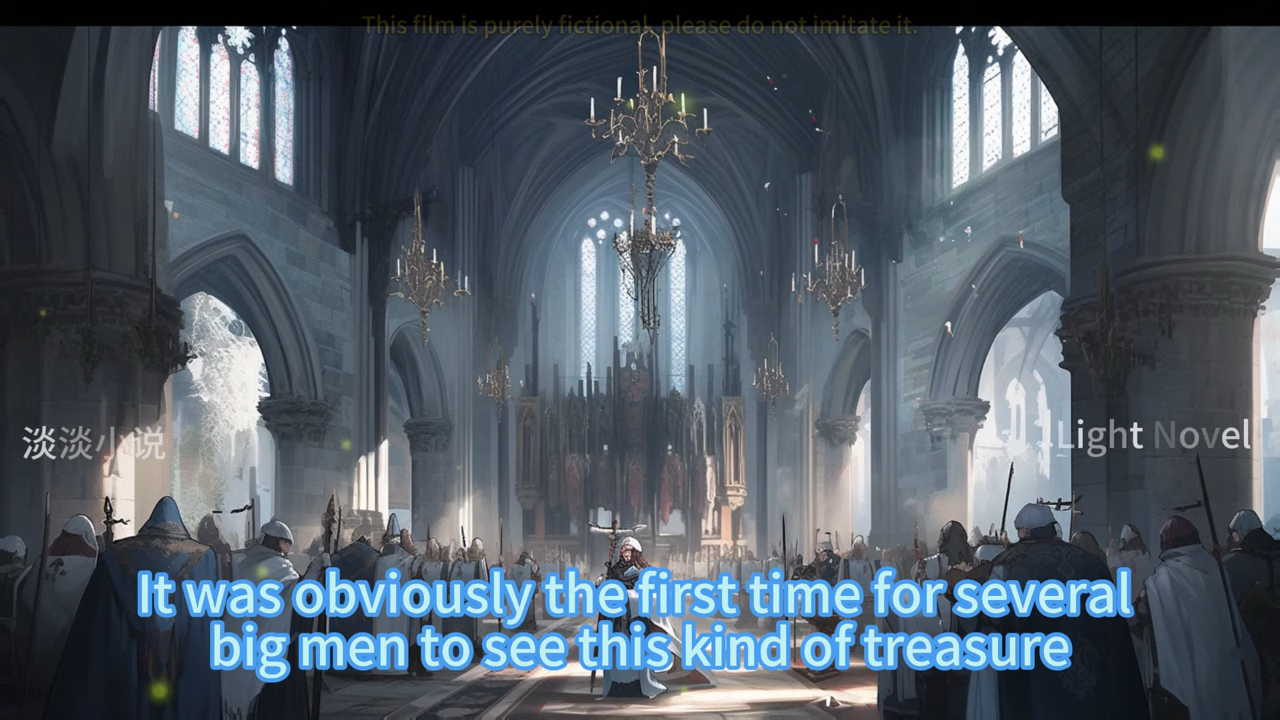 This film is purely fictional, please do not imitate it.
淡淡小说
Light Novel
It was obviously the first time for several
big men to see this kind of treasure